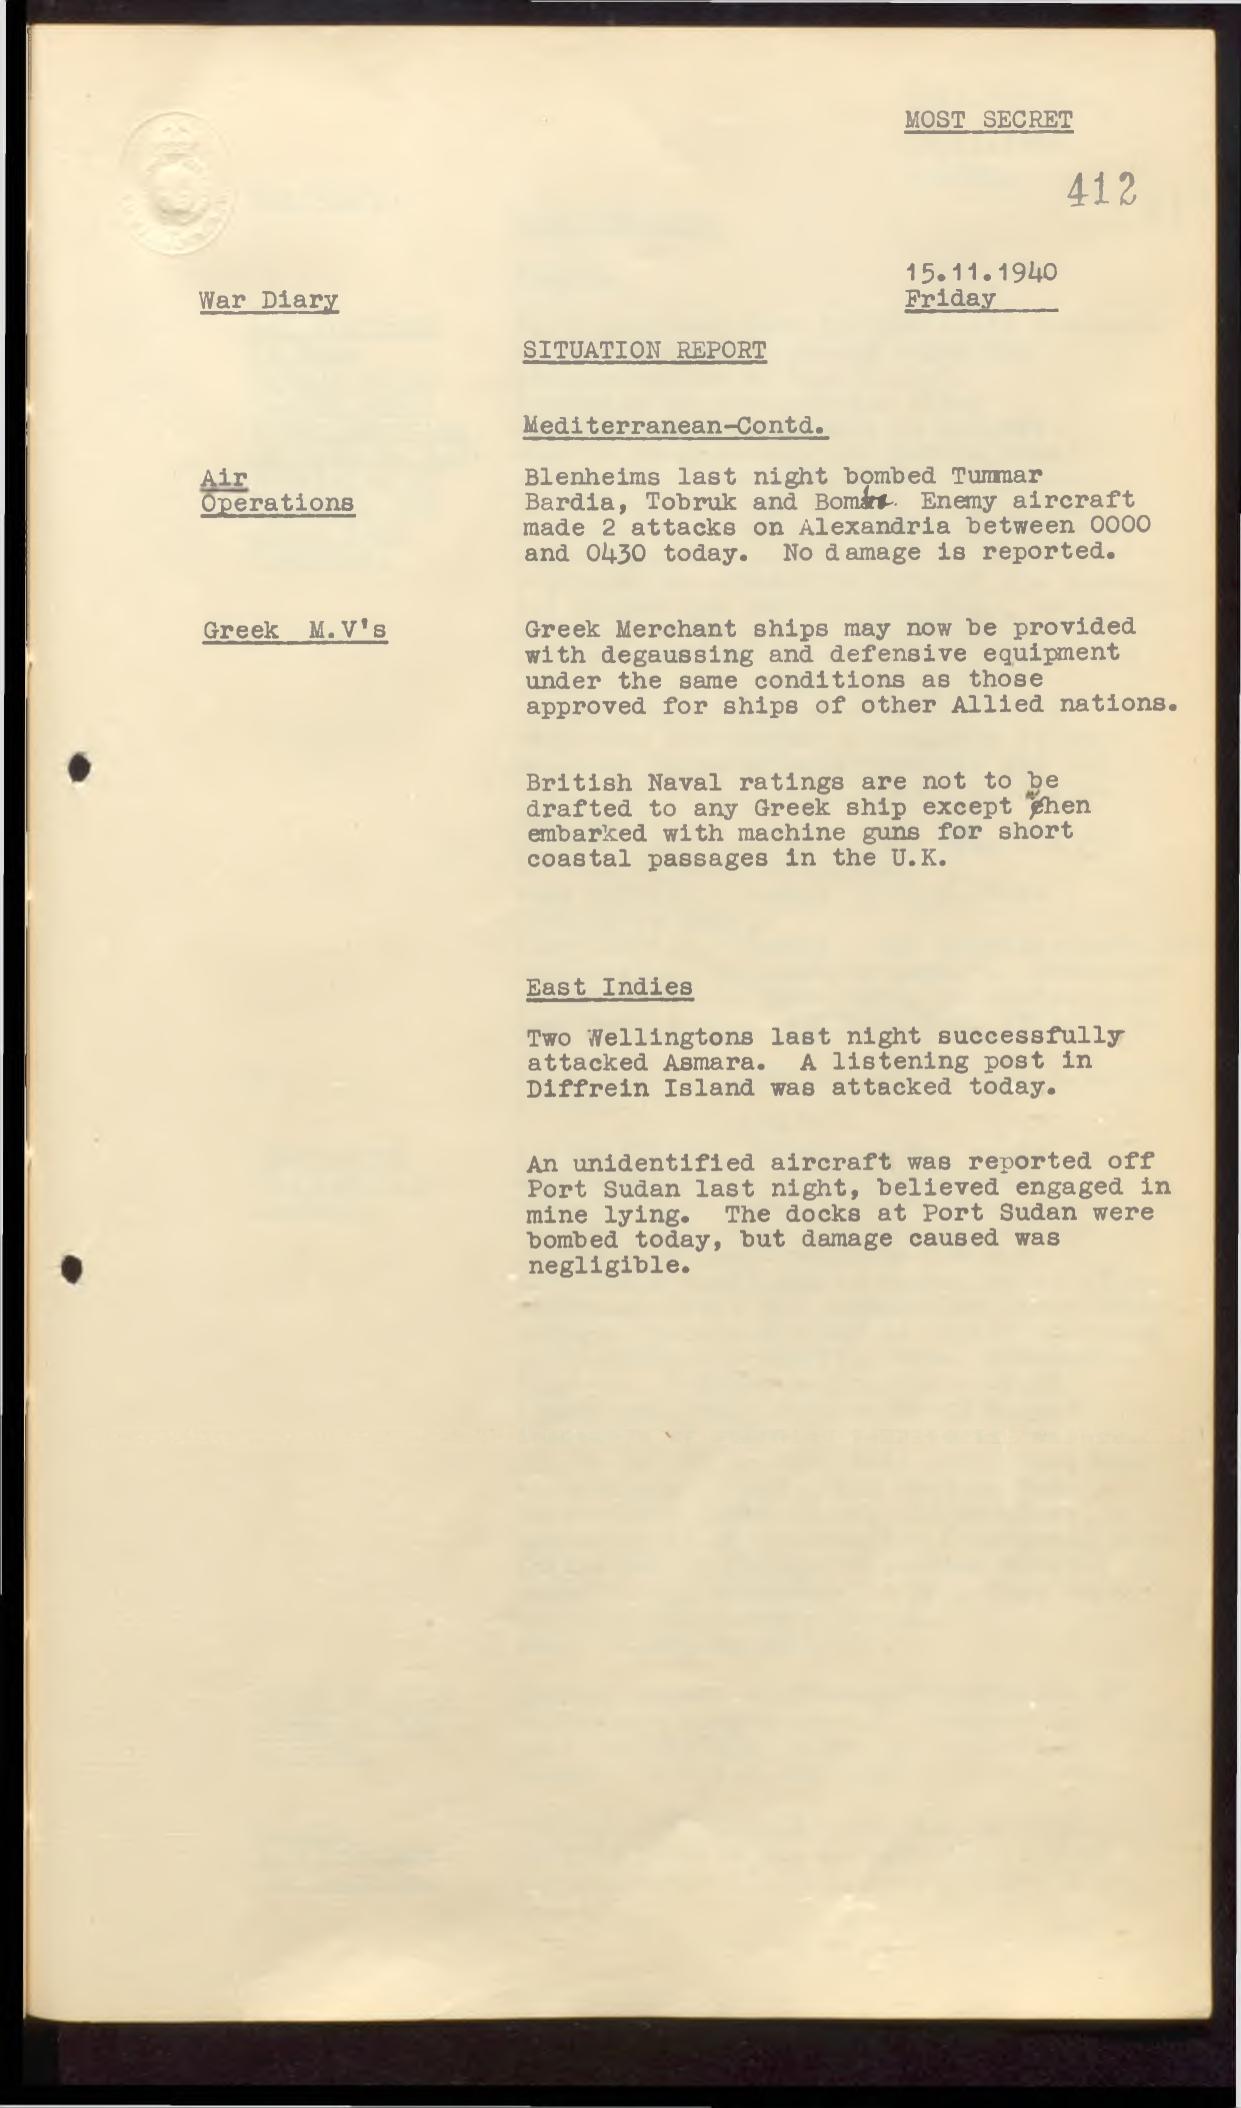 MOST SECRET
412
15.11.1940
Friday
War Diary
SITUATION REPORT
Mediterranean-Contd.
Air
Operations
Blenheims last night bombed Tummar
Bardia, Tobruk and Enemy aircraft
made 2 attacks on Alexandria between 0000
and 0430 today. No damage is reported.
Greek M.V's
Greek Merchant ships may now be provided
with degaussing and defensive equipment
under the same conditions as those
approved for ships of other Allied nations.
British Naval ratings are not to be
drafted to any Greek ship except when
embarked with machine guns for short
coastal passages in the U.K.
East Indies
Two Wellingtons last night successfully
attacked Asmara. A listening post in
Diffrein Island was attacked today.
An unidentified aircraft was reported off
Port Sudan last night, believed engaged in
mine lying. The docks at Port Sudan were
bombed today, but damage caused was
negligible.